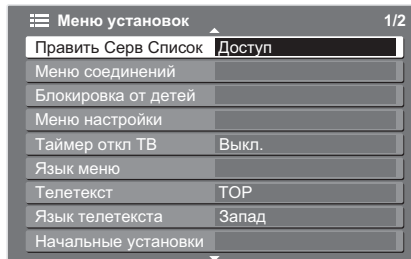 Меню установок 1/2
Править Серв Список Доступ
Меню соединений
Блокировка от детей
Меню настройки
Таймер откл ТВ Выкл.
Язык меню
Телетекст TOP
Язык телетекста Запад
Начальные установки